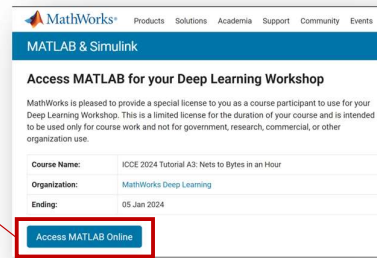 MathWorks® Products Solutions Academia Support Community Events
MATLAB & Simulink
Access MATLAB for your Deep Learning Workshop
MathWorks is pleased to provide a special license to you as a course participant to use for your
Deep Learning Workshop. This is a limited license for the duration of your course and is intended
to be used only for course work and not for government, research, commercial, or other
organization use.
Course Name: ICCE 2024 Tutorial A3: Nets to Bytes in an Hour
Organization: MathWorks Deep Learning
Ending: 05 Jan 2024
Access MATLAB Online